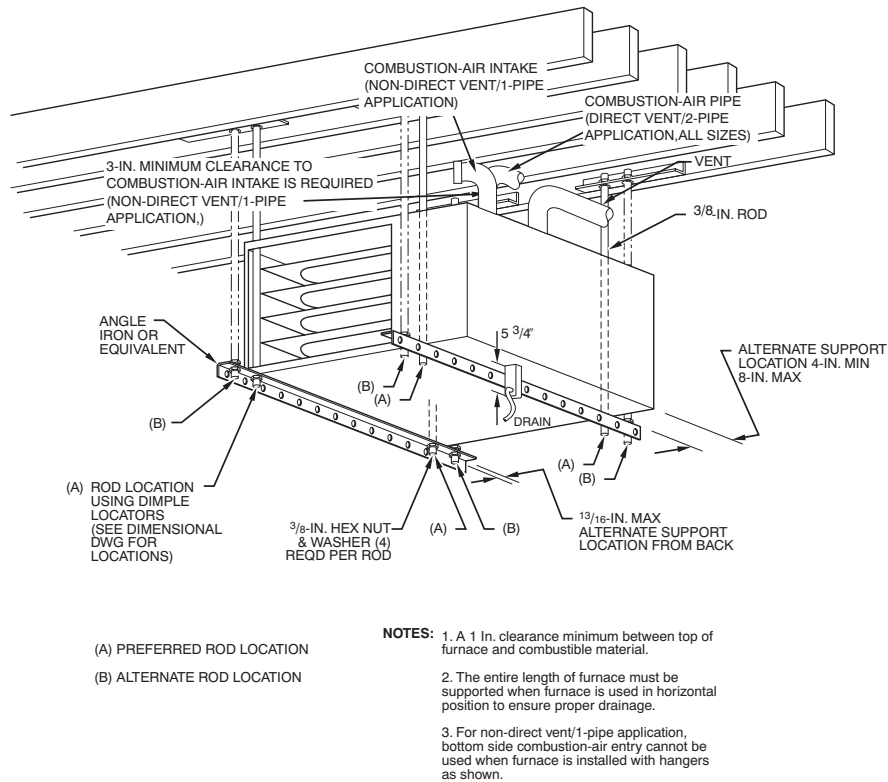 COMBUSTION-AIR INTAKE
(NON-DIRECT VENT/1-PIPE
APPLICATION)
COMBUSTION-AIR PIPE
(DIRECT VENT/2-PIPE
APPLICATION,ALL SIZES)
VENT
3-IN. MINIMUM CLEARANCE TO
COMBUSTION-AIR INTAKE IS REQUIRED
(NON-DIRECT VENT/1-PIPE
APPLICATION,)
3/8-IN. ROD
ANGLE
IRON OR
EQUIVALENT
5 3/4"
ALTERNATE SUPPORT
LOCATION 4-IN. MIN
8-IN. MAX
(B)
(A)
DRAIN
(B)
(A)
(B)
(A) ROD LOCATION
USING DIMPLE
LOCATORS
(SEE DIMENSIONAL
DWG FOR
LOCATIONS)
3/8-IN. HEX NUT
& WASHER (4)
REQD PER ROD
(A)
(B)
13/16-IN. MAX
ALTERNATE SUPPORT
LOCATION FROM BACK
(A) PREFERRED ROD LOCATION
(B) ALTERNATE ROD LOCATION
NOTES: 1. A 1 In. clearance minimum between top of
furnace and combustible material.
2. The entire length of furnace must be
supported when furnace is used in horizontal
position to ensure proper drainage.
3. For non-direct vent/1-pipe application,
bottom side combustion-air entry cannot be
used when furnace is installed with hangers
as shown.